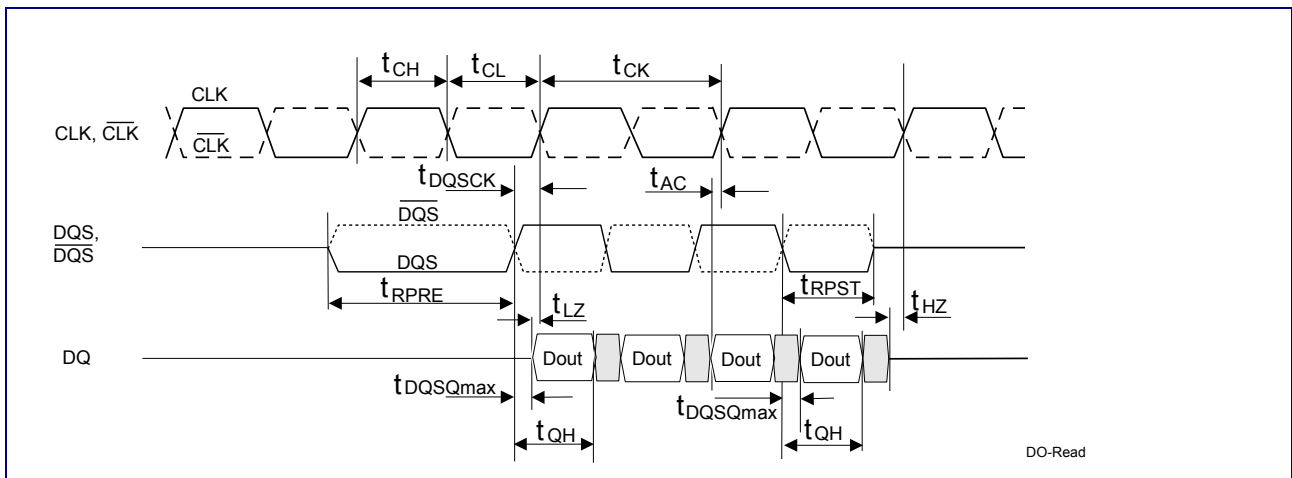 tCH tCL tCK
CLK
CLK, CLK
CLK
tDQSCK tAC
DQS
DQS,
DQS
DQS
tRPRE tRPST
tLZ tHZ
DQ Dout Dout Dout Dout
tDQSQmax tDQSQmax
tQH tQH
DO-Read